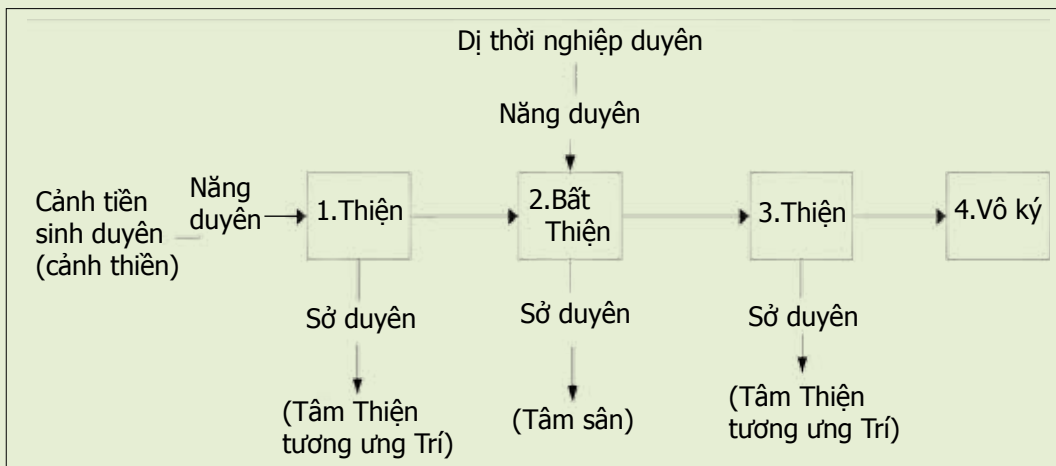 Dị thời nghiệp duyên
Năng duyên
Cảnh tiền
sinh duyên
(cảnh thiền)
Năng
duyên
1.Thiện
2.Bất
Thiện
3.Thiện
4.Vô ký
Sở duyên
Sở duyên
Sở duyên
(Tâm Thiện
tương ưng Trí)
(Tâm sân)
(Tâm Thiện
tương ưng Trí)